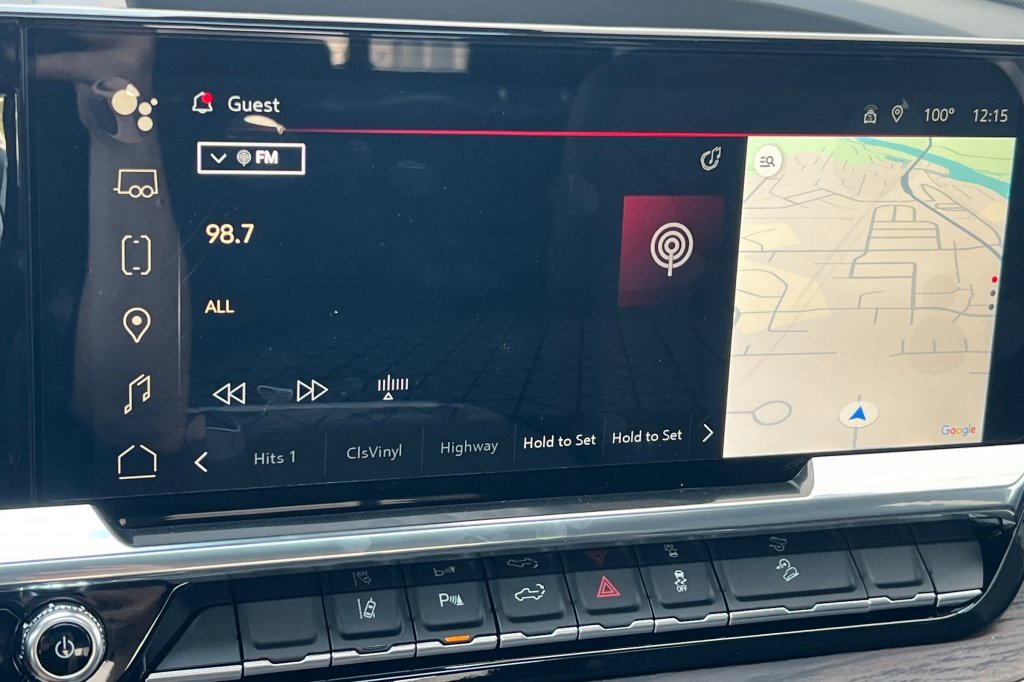 Guest
100° 12:15
FM
98.7
ALL
Hits 1 ClsVinyl Highway Hold to Set Hold to Set
Google
P
OFF